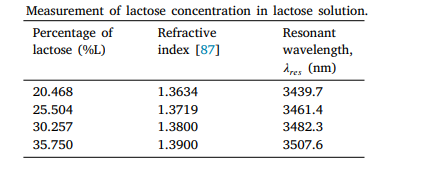 Measurement of lactose concentration in lactose solution.
Percentage of Refractive Resonant
lactose (%L) index [87] wavelength,
λres (nm)
20.468 1.3634 3439.7
25.504 1.3719 3461.4
30.257 1.3800 3482.3
35.750 1.3900 3507.6